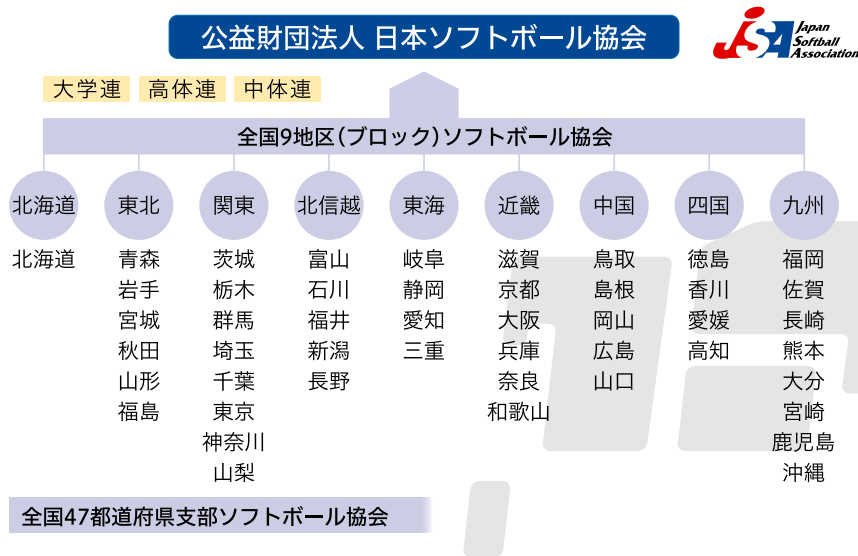 公益財団法人 日本ソフトボール協会
JSA Japan
Softball
Association
大学連 高体連 中体連
全国9地区(ブロック)ソフトボール協会
北海道
北海道
東北
青森
岩手
宮城
秋田
山形
福島
関東
茨城
栃木
群馬
埼玉
千葉
東京
神奈川
山梨
北信越
富山
石川
福井
新潟
長野
東海
岐阜
静岡
愛知
三重
近畿
滋賀
京都
大阪
兵庫
奈良
和歌山
中国
鳥取
島根
岡山
広島
山口
四国
徳島
香川
愛媛
高知
九州
福岡
佐賀
長崎
熊本
大分
宮崎
鹿児島
沖縄
全国47都道府県支部ソフトボール協会